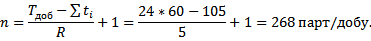 n = (T_доб − ∑ t_i) / R + 1 = (24 * 60 − 105) / 5 + 1 = 268 парт/добу.